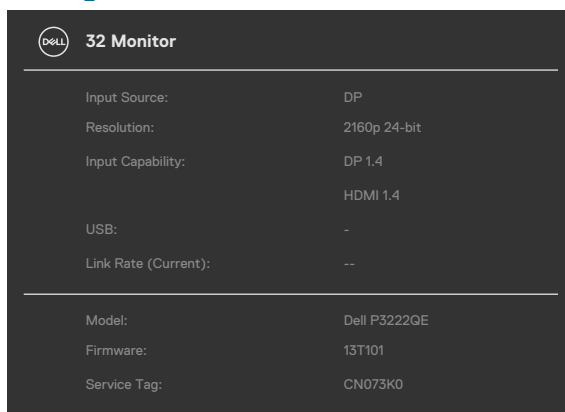 DELL 32 Monitor
Input Source: DP
Resolution: 2160p 24-bit
Input Capability: DP 1.4
HDMI 1.4
USB: -
Link Rate (Current): --
Model: Dell P3222QE
Firmware: 13T101
Service Tag: CN073K0